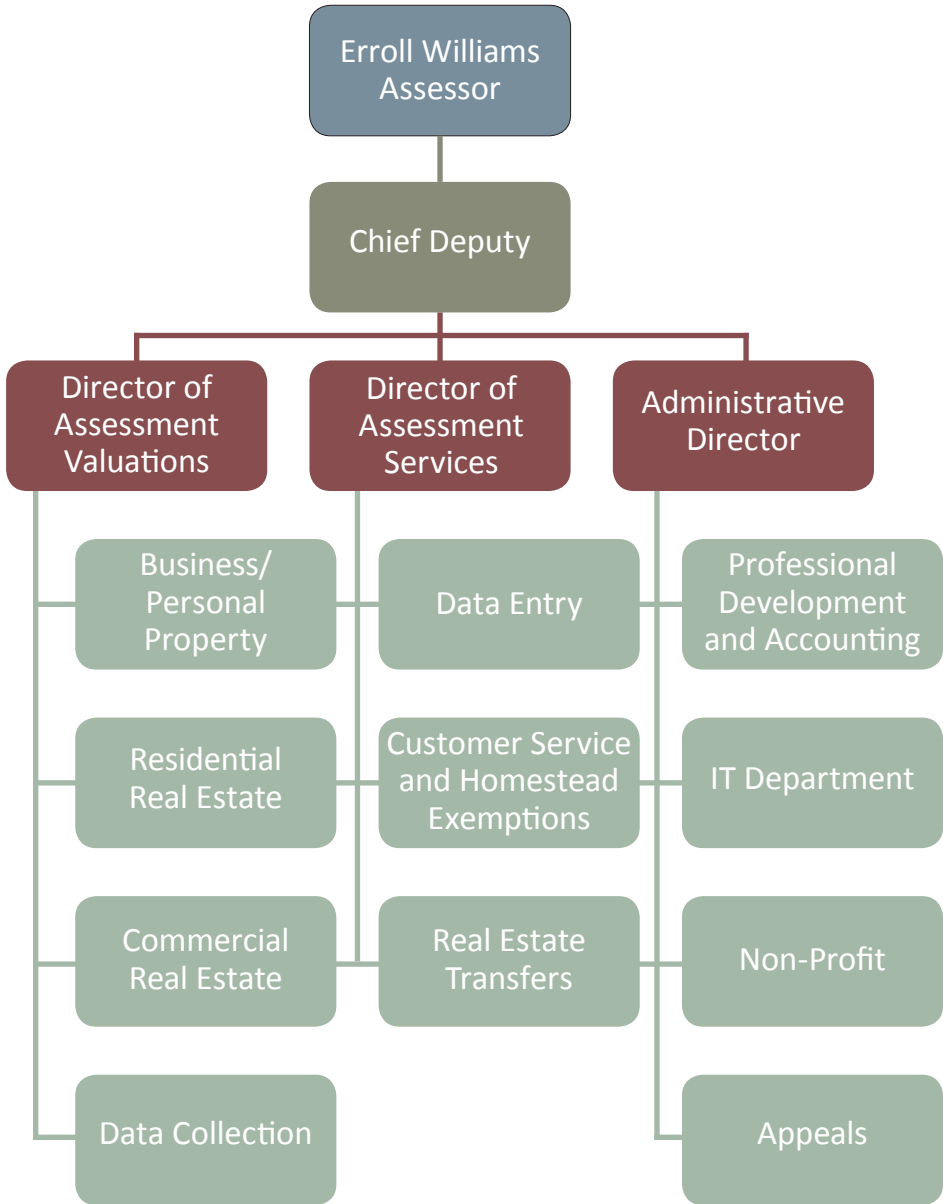 Erroll Williams
Assessor
Chief Deputy
Director of
Assessment
Valuations
Director of
Assessment
Services
Administrative
Director
Business/
Personal
Property
Data Entry
Professional
Development
and Accounting
Residential
Real Estate
Customer Service
and Homestead
Exemptions
IT Department
Commercial
Real Estate
Real Estate
Transfers
Non-Profit
Data Collection
Appeals